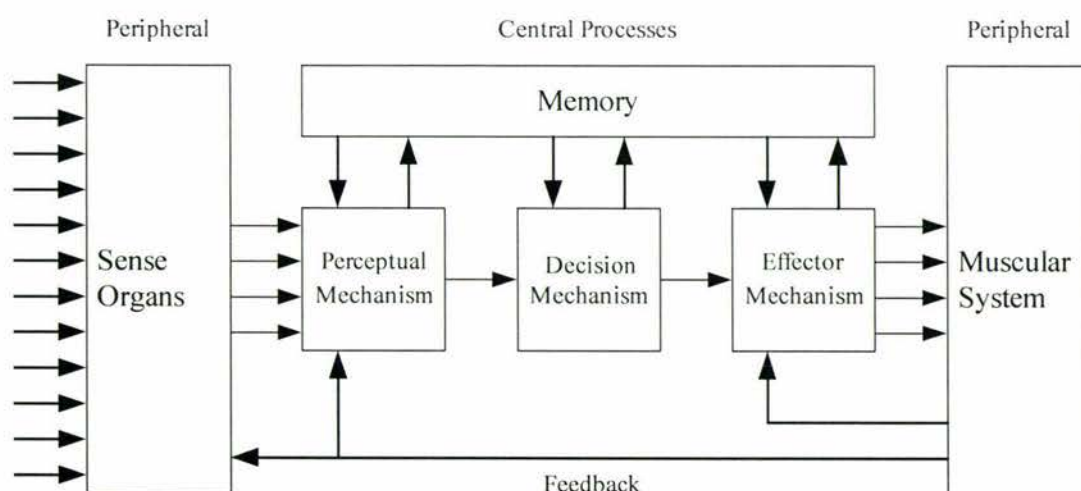 Peripheral
Central Processes
Peripheral
Memory
Sense
Organs
Perceptual
Mechanism
Decision
Mechanism
Effector
Mechanism
Muscular
System
Feedback